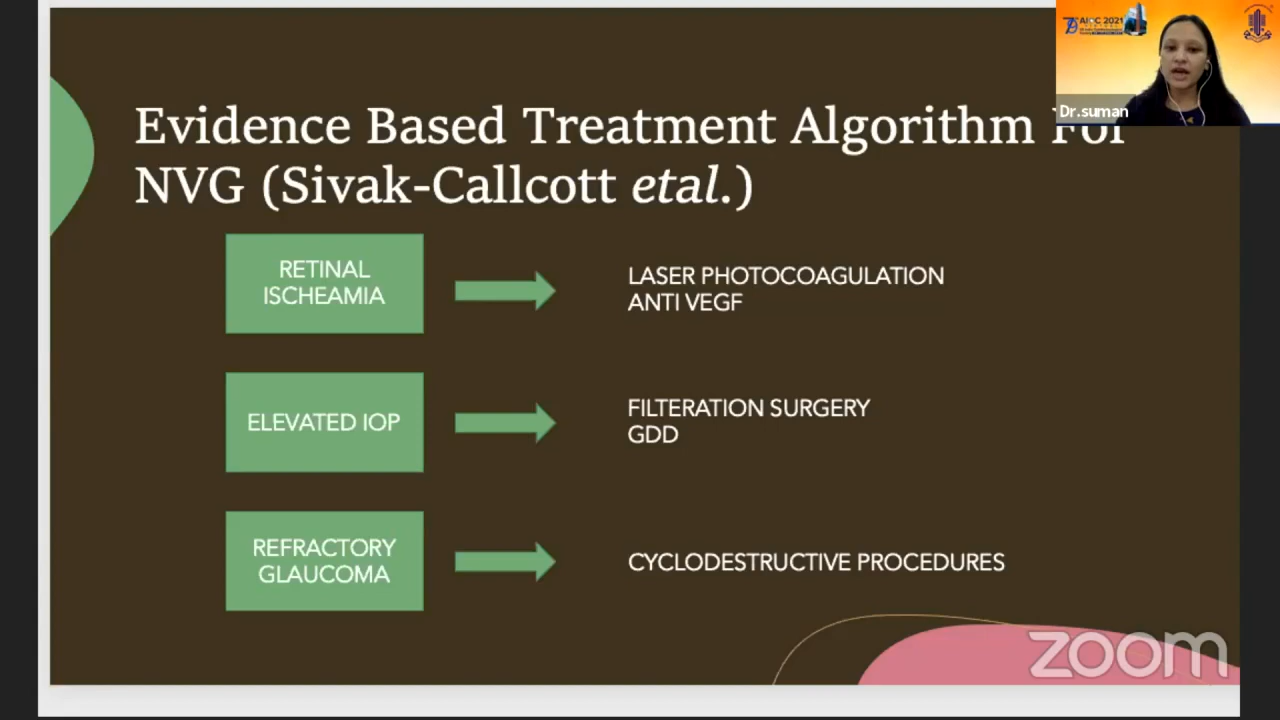 Evidence Based Treatment Algorithm For
NVG (Sivak-Callcott etal.)
RETINAL
ISCHEAMIA
LASER PHOTOCOAGULATION
ANTI VEGF
ELEVATED IOP
FILTERATION SURGERY
GDD
REFRACTORY
GLAUCOMA
CYCLODESTRUCTIVE PROCEDURES
AIOC 2021
Dr.suman
zoom